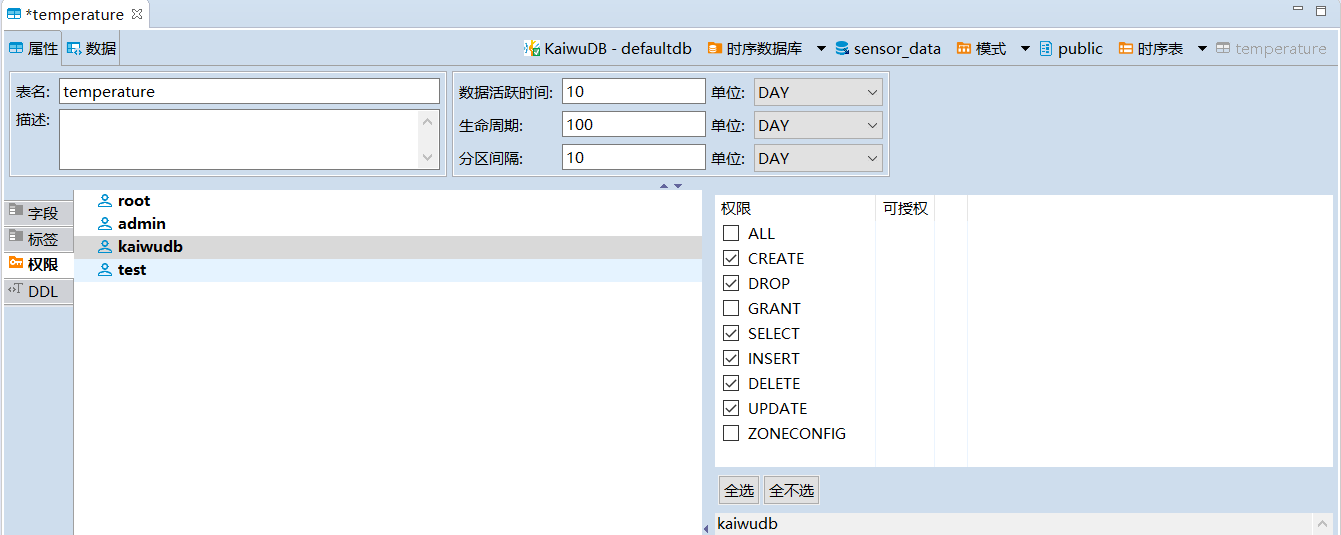 *temperature
属性 数据 KaiwuDB - defaultdb 时序数据库 sensor_data 模式 public 时序表 temperature
表名: temperature
描述:
数据活跃时间: 10 单位: DAY
生命周期: 100 单位: DAY
分区间隔: 10 单位: DAY
字段
标签
权限
DDL
root
admin
kaiwudb
test
权限 可授权
ALL
CREATE
DROP
GRANT
SELECT
INSERT
DELETE
UPDATE
ZONECONFIG
全选 全不选
kaiwudb